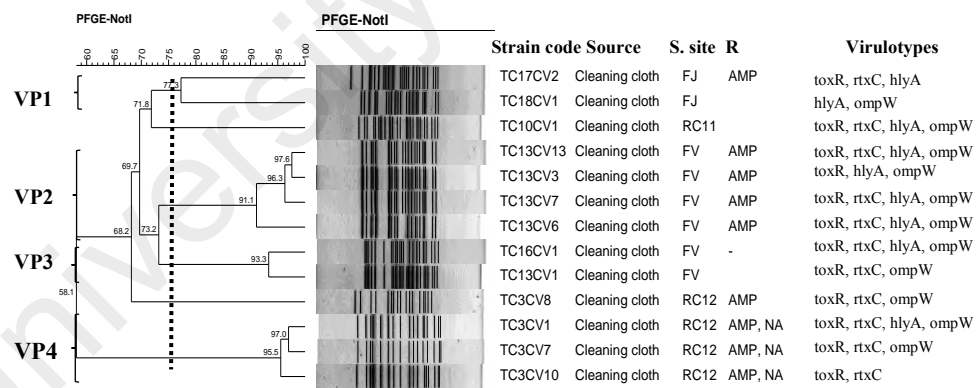 PFGE-NotI PFGE-NotI
60 65 70 75 80 85 90 95 100
Strain code Source S. site R Virulotypes
VP1 77.3 TC17CV2 Cleaning cloth FJ AMP toxR, rtxC, hlyA
71.8 TC18CV1 Cleaning cloth FJ hlyA, ompW
TC10CV1 Cleaning cloth RC11 toxR, rtxC, hlyA, ompW
97.6 TC13CV13 Cleaning cloth FV AMP toxR, rtxC, hlyA, ompW
69.7 96.3 TC13CV3 Cleaning cloth FV AMP toxR, hlyA, ompW
VP2 91.1 TC13CV7 Cleaning cloth FV AMP toxR, rtxC, hlyA, ompW
68.2 73.2 TC13CV6 Cleaning cloth FV AMP toxR, rtxC, hlyA, ompW
VP3 TC16CV1 Cleaning cloth FV - toxR, rtxC, hlyA, ompW
93.3 TC13CV1 Cleaning cloth FV toxR, rtxC, ompW
58.1 TC3CV8 Cleaning cloth RC12 AMP toxR, rtxC, ompW
97.0 TC3CV1 Cleaning cloth RC12 AMP, NA toxR, rtxC, hlyA, ompW
VP4 95.5 TC3CV7 Cleaning cloth RC12 AMP, NA toxR, rtxC, ompW
TC3CV10 Cleaning cloth RC12 AMP, NA toxR, rtxC
University